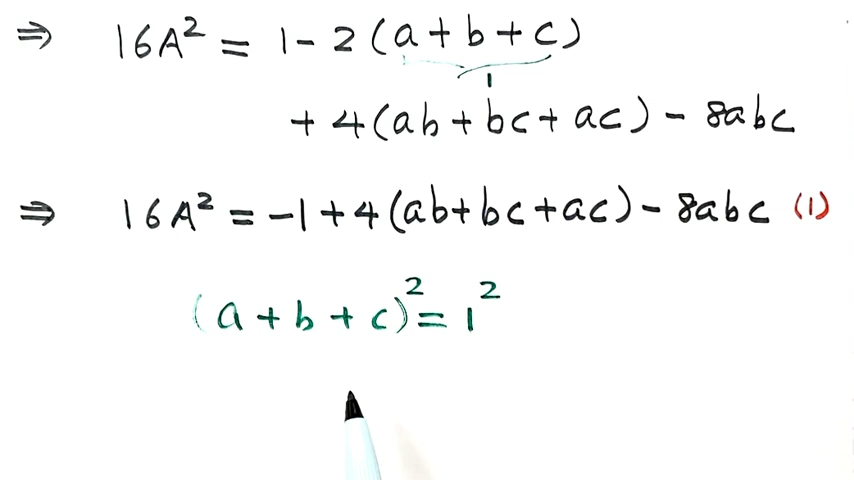 ⇒ 16A² = 1 - 2(a + b + c)
1
+ 4(ab + bc + ac) - 8abc
⇒ 16A² = -1 + 4(ab + bc + ac) - 8abc (1)
(a + b + c)² = 1²